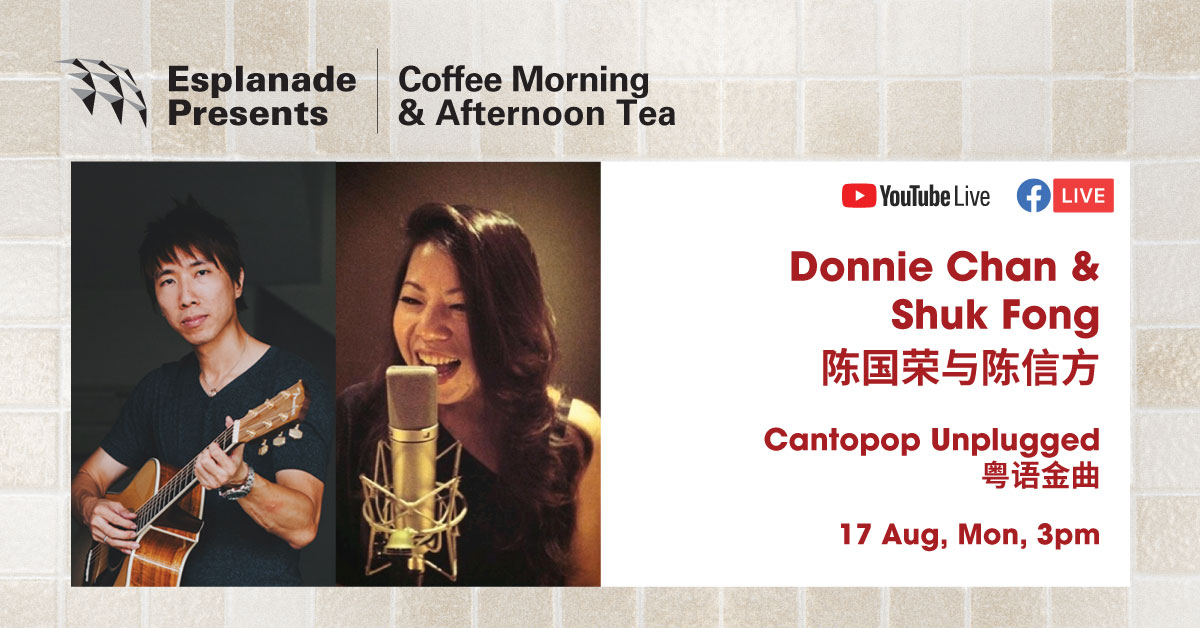 Esplanade
Presents
Coffee Morning
& Afternoon Tea
YouTube Live
LIVE
Donnie Chan &
Shuk Fong
陈国荣与陈信方
Cantopop Unplugged
粤语金曲
17 Aug, Mon, 3pm